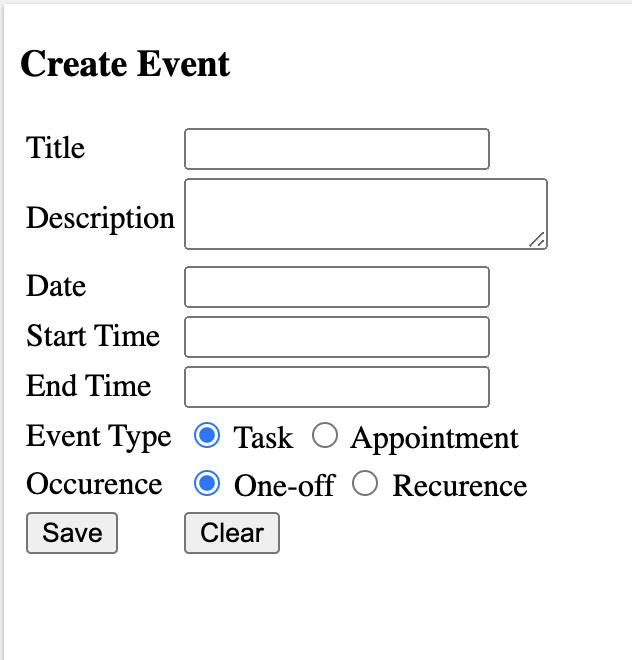 Create Event
Title
Description
Date
Start Time
End Time
Event Type Task Appointment
Occurence One-off Recurence
Save Clear